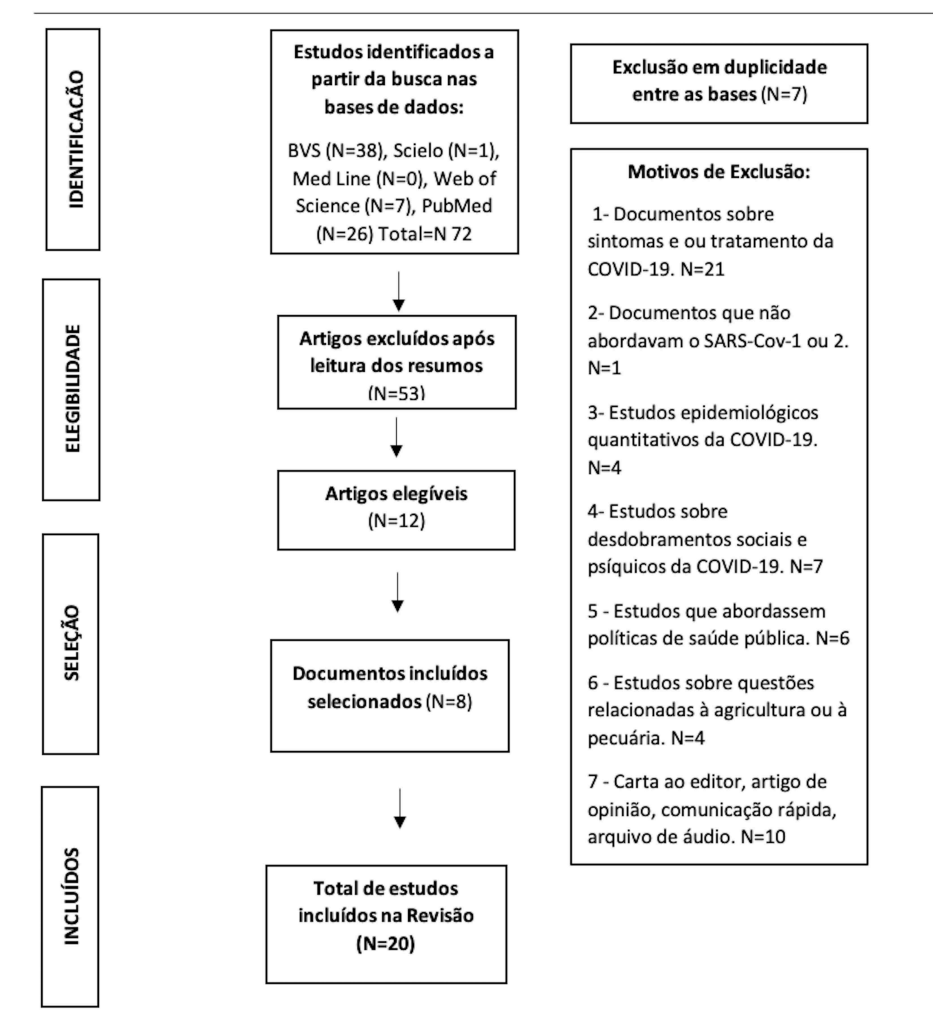 IDENTIFICAÇÃO
Estudos identificados a
partir da busca nas
bases de dados:
BVS (N=38), Scielo (N=1),
Med Line (N=0), Web of
Science (N=7), PubMed
(N=26) Total=N 72
Exclusão em duplicidade
entre as bases (N=7)
Motivos de Exclusão:
1- Documentos sobre
sintomas e ou tratamento da
COVID-19. N=21
2- Documentos que não
abordavam o SARS-Cov-1 ou 2.
N=1
3- Estudos epidemiológicos
quantitativos da COVID-19.
N=4
4- Estudos sobre
desdobramentos sociais e
psíquicos da COVID-19. N=7
5 - Estudos que abordassem
políticas de saúde pública. N=6
6 - Estudos sobre questões
relacionadas à agricultura ou à
pecuária. N=4
7 - Carta ao editor, artigo de
opinião, comunicação rápida,
arquivo de áudio. N=10
ELEGIBILIDADE
Artigos excluídos após
leitura dos resumos
(N=53)
Artigos elegíveis
(N=12)
SELEÇÃO
Documentos incluídos
selecionados (N=8)
INCLUÍDOS
Total de estudos
incluídos na Revisão
(N=20)